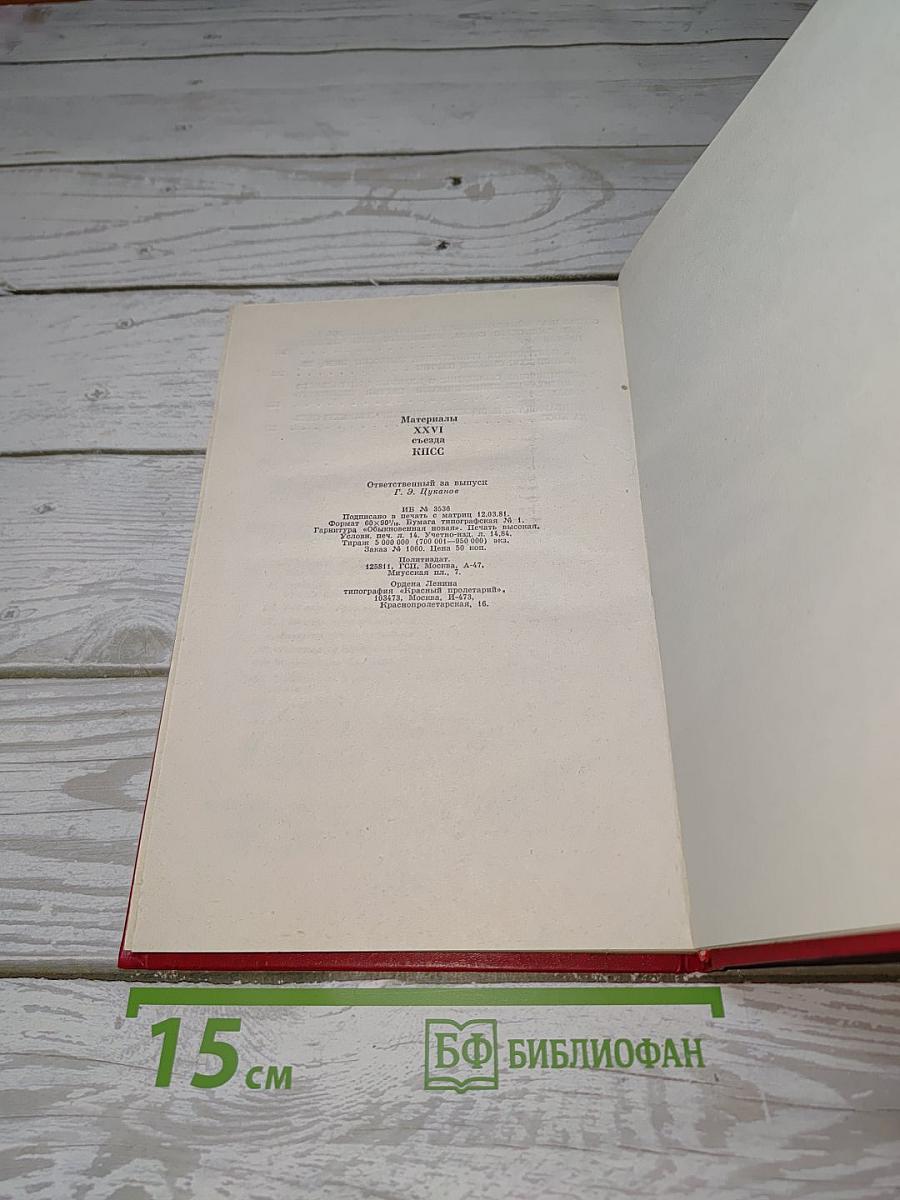 Материалы
XXVI
съезда
КПСС
Ответственный за выпуск
Г. Э. Цуканов
ИБ № 3536
Подписано в печать с матриц 12.03.81.
Формат 60×90¹/₁₆. Бумага типографская № 1.
Гарнитура «Обыкновенная новая». Печать высокая.
Условн. печ. л. 14. Учетно-изд. л. 14,84.
Тираж 5 000 000 (700 001—950 000) экз.
Заказ № 1060. Цена 50 коп.
Политиздат.
125811, ГСП, Москва, А-47,
Миусская пл., 7.
Ордена Ленина
типография «Красный пролетарий».
103473, Москва, И-473,
Краснопролетарская, 16.
15 см
БФ БИБЛИОФАН